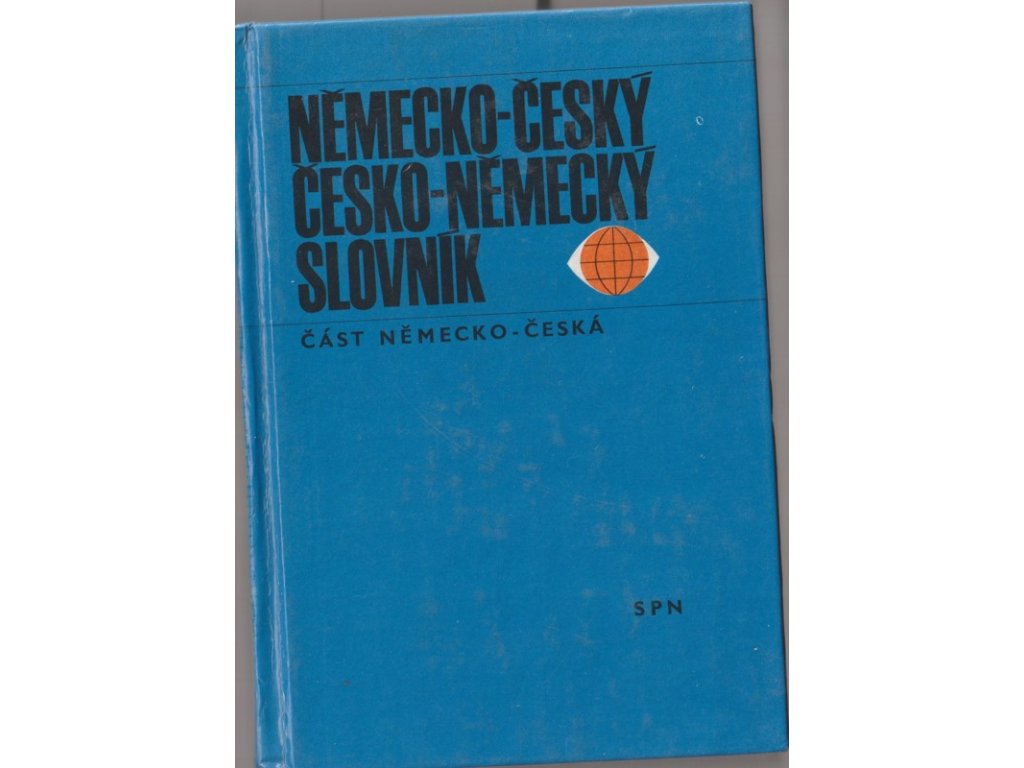 NĚMECKO-ČESKÝ
ČESKO-NĚMECKÝ
SLOVNÍK
ČÁST NĚMECKO-ČESKÁ
SPN